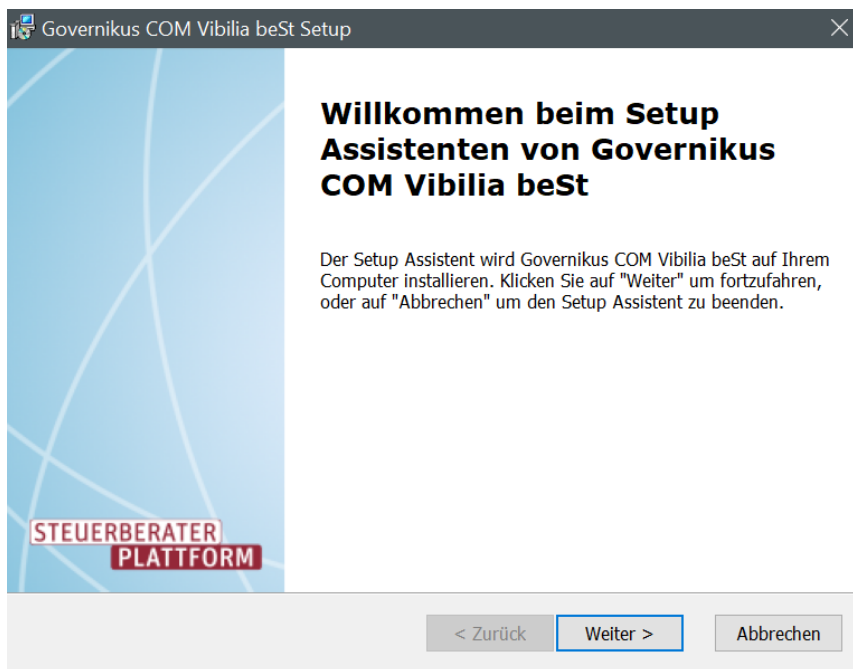 Governikus COM Vibilia beSt Setup
Willkommen beim Setup
Assistenten von Governikus
COM Vibilia beSt
Der Setup Assistent wird Governikus COM Vibilia beSt auf Ihrem
Computer installieren. Klicken Sie auf "Weiter" um fortzufahren,
oder auf "Abbrechen" um den Setup Assistent zu beenden.
STEUERBERATER
PLATTFORM
< Zurück Weiter > Abbrechen